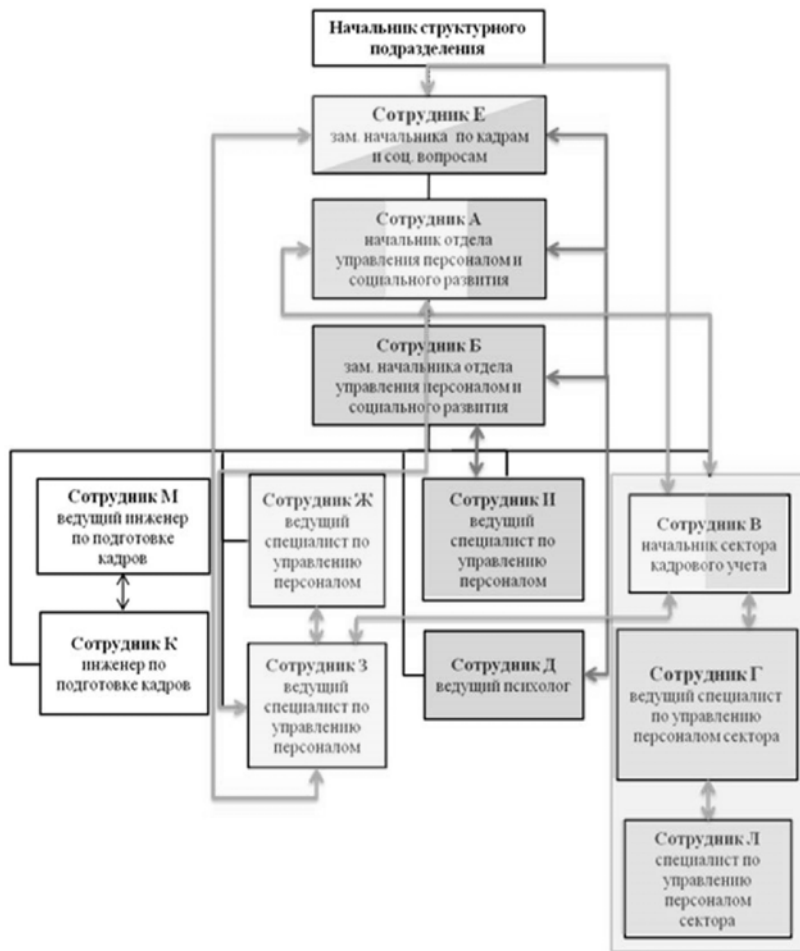 Начальник структурного
подразделения
Сотрудник Е
зам. начальника по кадрам
и соц. вопросам
Сотрудник А
начальник отдела
управления персоналом и
социального развития
Сотрудник Б
зам. начальника отдела
управления персоналом и
социального развития
Сотрудник М
ведущий инженер
по подготовке
кадров
Сотрудник Ж
ведущий
специалист по
управлению
персоналом
Сотрудник И
ведущий
специалист по
управлению
персоналом
Сотрудник В
начальник сектора
кадрового учета
Сотрудник К
инженер по
подготовке кадров
Сотрудник З
ведущий
специалист по
управлению
персоналом
Сотрудник Д
ведущий психолог
Сотрудник Г
ведущий специалист
по управлению
персоналом сектора
Сотрудник Л
специалист по
управлению
персоналом
сектора